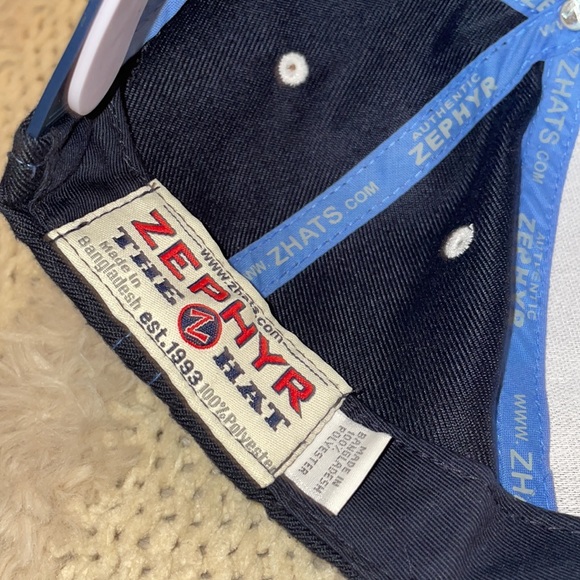 www.zhats.com
ZEPHYR
THE Z HAT
Made in
Bangladesh est.1993 100%Polyester
MADE IN
BANGLADESH
100%
POLYESTER
WWW ZHATS.COM
AUTHENTIC
ZEPHYR
ZHATS.COM
AUTHENTIC
ZEPHYR
WWW ZHATS